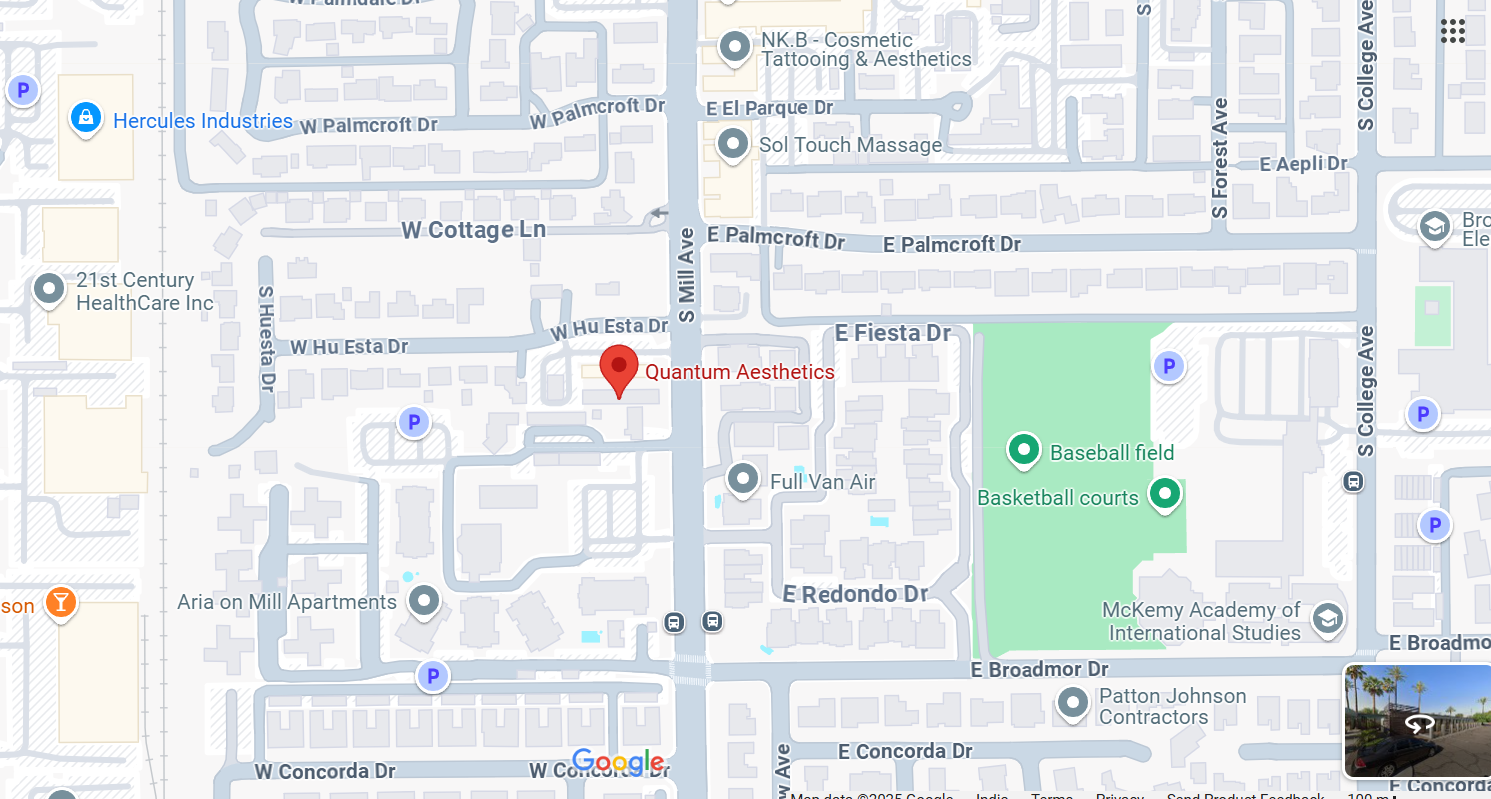 W Palmdale Dr
S
S College Ave
NK.B - Cosmetic
Tattooing & Aesthetics
P
Hercules Industries
W Palmcroft Dr
W Palmcroft Dr
E El Parque Dr
Sol Touch Massage
S Forest Ave
E Aepli Dr
W Cottage Ln
S Mill Ave
E Palmcroft Dr
E Palmcroft Dr
Bro
Ele
21st Century
HealthCare Inc
S Huesta Dr
W Hu Esta Dr
W Hu Esta Dr
E Fiesta Dr
Quantum Aesthetics
P
S College Ave
P
P
Baseball field
Full Van Air
Basketball courts
P
son
Aria on Mill Apartments
E Redondo Dr
McKemy Academy of
International Studies
P
E Broadmor Dr
E Broadmo
Patton Johnson
Contractors
W Concorda Dr
Google
W Concorda Dr
w Ave
E Concorda Dr
E Concorda
Map data ©2025 Google
India
Terms
Privacy
Send Product Feedback
100 m